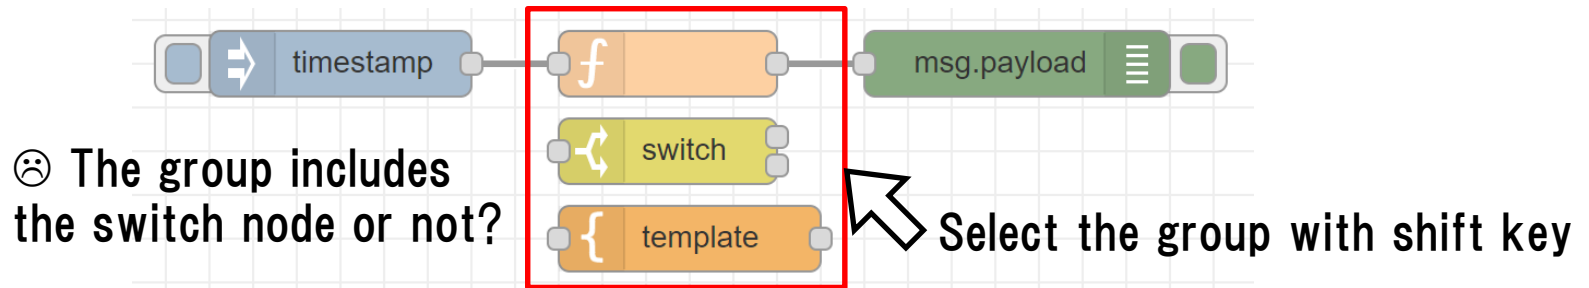 timestamp
msg.payload
switch
☹ The group includes
the switch node or not?
template
Select the group with shift key